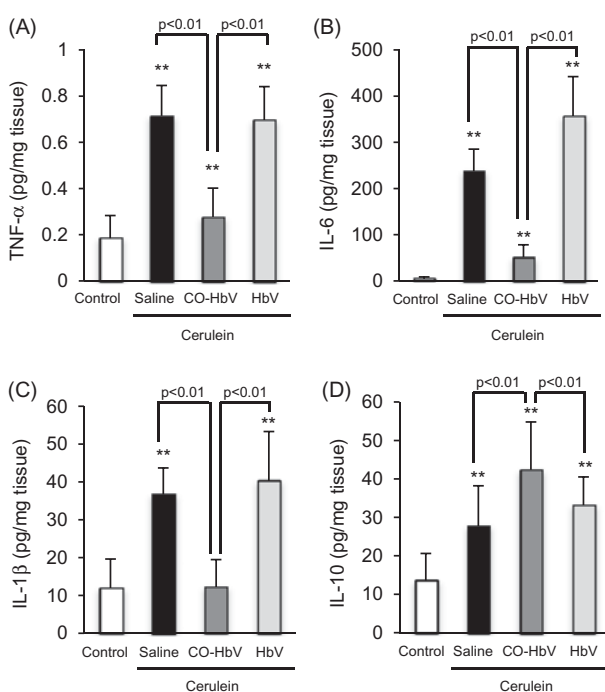 (A)
p<0.01 p<0.01
TNF-α (pg/mg tissue)
1
0.8
0.6
0.4
0.2
0
**
**
**
Control Saline CO-HbV HbV
Cerulein
(B)
p<0.01 p<0.01
IL-6 (pg/mg tissue)
500
400
300
200
100
0
**
**
**
Control Saline CO-HbV HbV
Cerulein
(C)
p<0.01 p<0.01
IL-1β (pg/mg tissue)
60
50
40
30
20
10
0
**
**
Control Saline CO-HbV HbV
Cerulein
(D)
p<0.01 p<0.01
IL-10 (pg/mg tissue)
60
50
40
30
20
10
0
**
**
**
Control Saline CO-HbV HbV
Cerulein